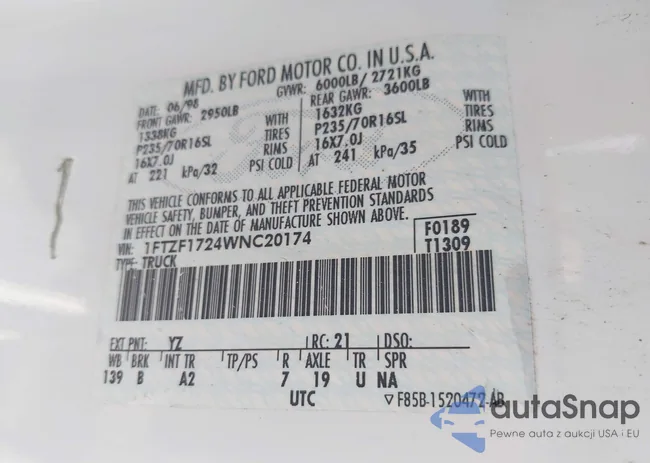 MFD. BY FORD MOTOR CO. IN U.S.A.
DATE: 06/98 GVWR: 6000LB/ 2721KG
FRONT GAWR: 2950LB REAR GAWR: 3600LB
1338KG WITH 1632KG WITH
P235/70R16SL TIRES P235/70R16SL TIRES
16X7.0J RIMS 16X7.0J RIMS
AT 221 kPa/32 PSI COLD AT 241 kPa/35 PSI COLD
THIS VEHICLE CONFORMS TO ALL APPLICABLE FEDERAL MOTOR
VEHICLE SAFETY, BUMPER, AND THEFT PREVENTION STANDARDS
IN EFFECT ON THE DATE OF MANUFACTURE SHOWN ABOVE.
VIN: 1FTZF1724WNC20174 F0189
TYPE: TRUCK T1309
EXT PNT: YZ RC: 21 DSO:
WB BRK INT TR TP/PS R AXLE TR SPR
139 B A2 7 19 U NA
UTC ▽F85B-1520472-AB
autaSnap
Pewne auta z aukcji USA i EU